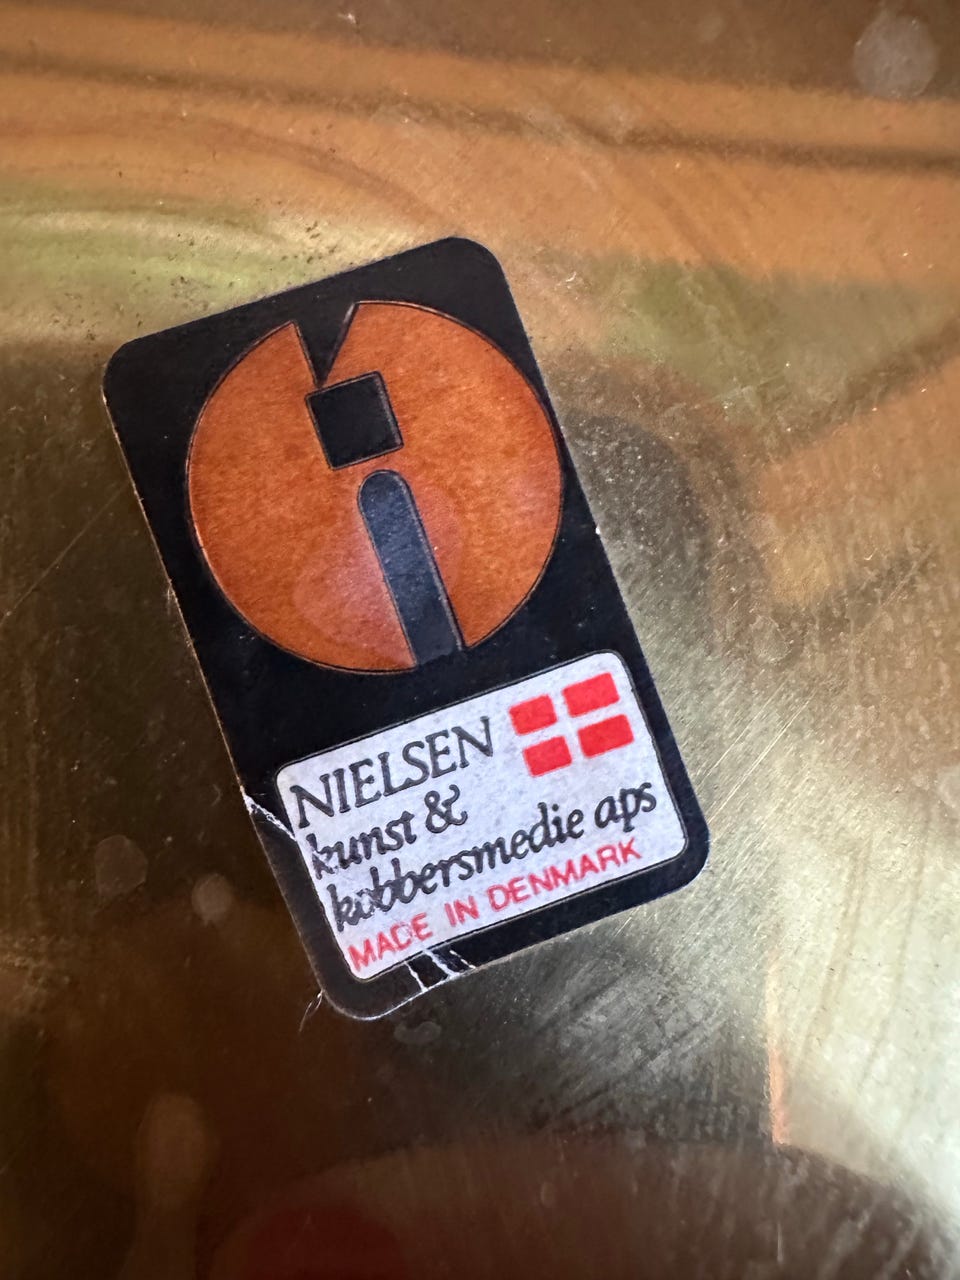 NIELSEN
kunst &
kobbersmedie aps
MADE IN DENMARK